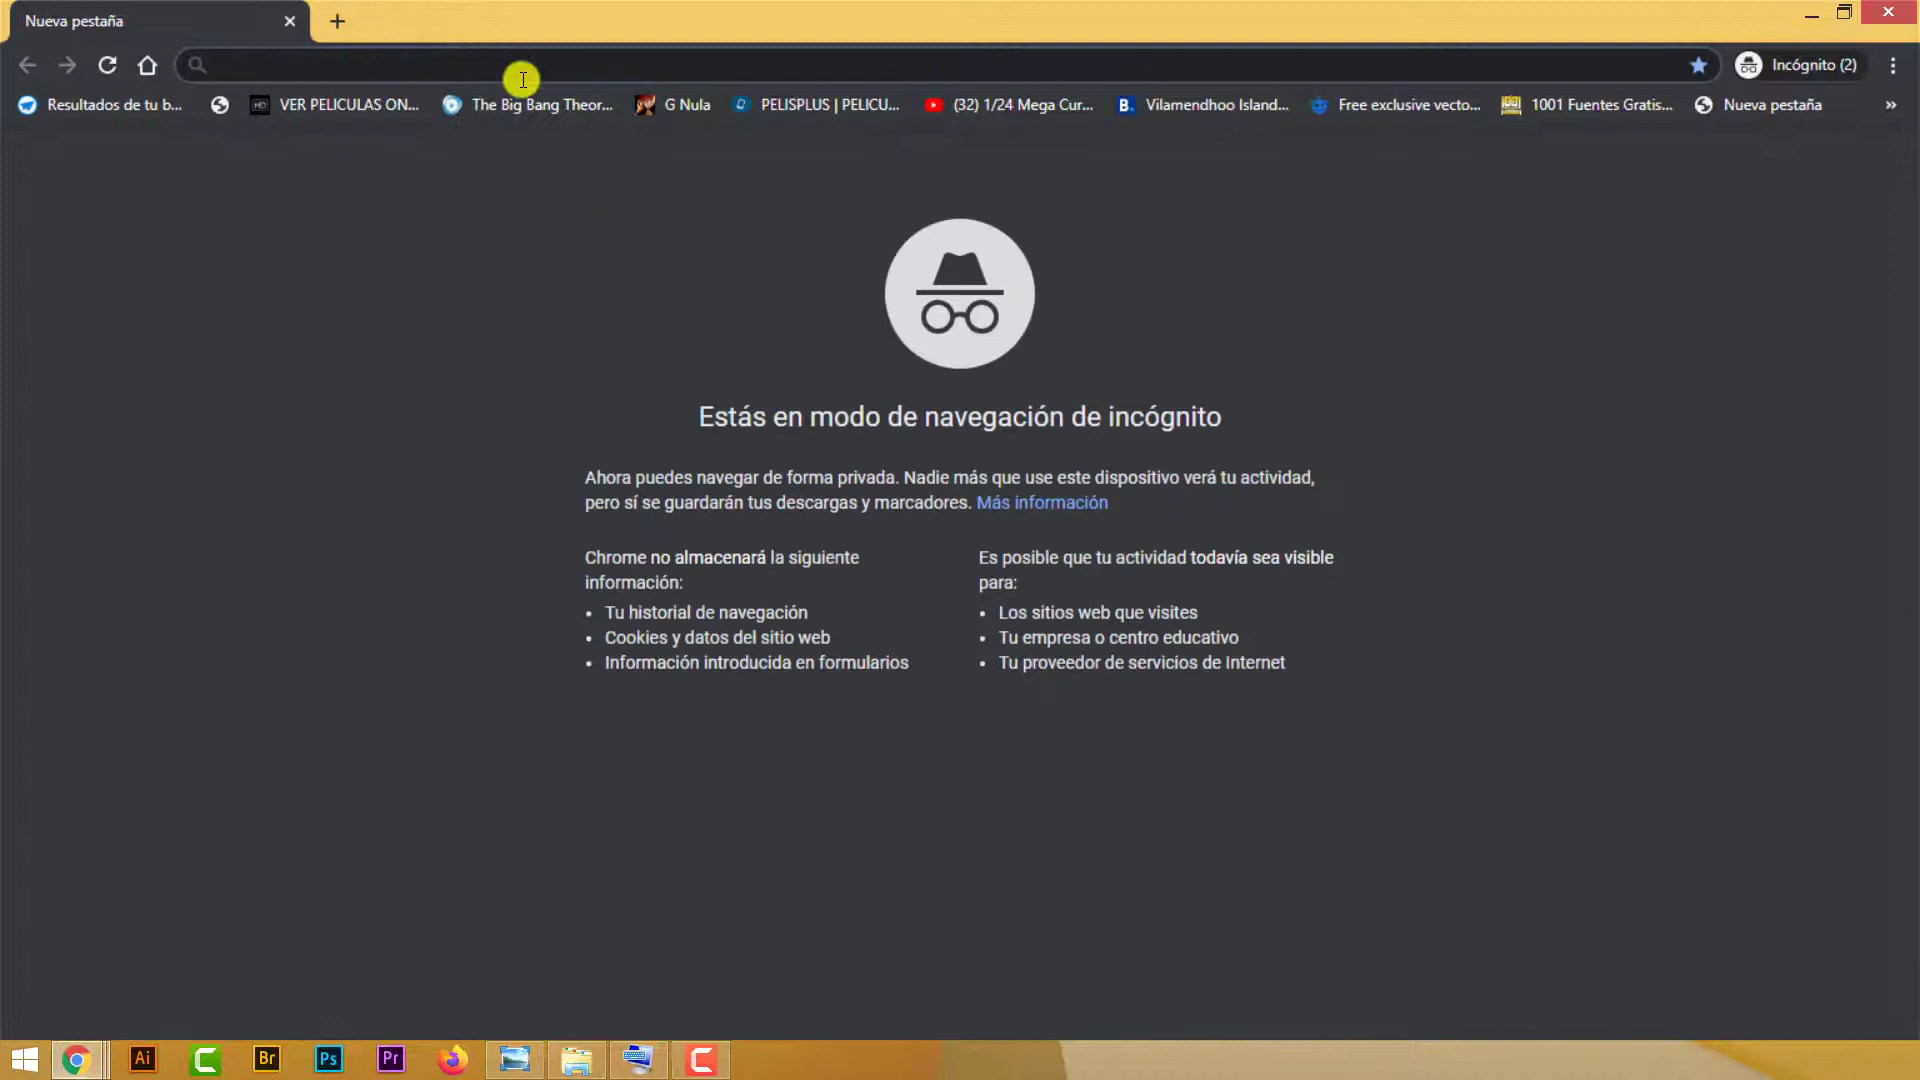 Nueva pestaña
Incógnito (2)
Resultados de tu b...
HD VER PELICULAS ON...
The Big Bang Theor...
G Nula
PELISPLUS | PELICU...
(32) 1/24 Mega Cur...
B. Vilamendhoo Island...
Free exclusive vecto...
1001 Fuentes Gratis...
Nueva pestaña
»
Estás en modo de navegación de incógnito
Ahora puedes navegar de forma privada. Nadie más que use este dispositivo verá tu actividad,
pero sí se guardarán tus descargas y marcadores. Más información
Chrome no almacenará la siguiente
información:
• Tu historial de navegación
• Cookies y datos del sitio web
• Información introducida en formularios
Es posible que tu actividad todavía sea visible
para:
• Los sitios web que visites
• Tu empresa o centro educativo
• Tu proveedor de servicios de Internet
Ai
Br
Ps
Pr